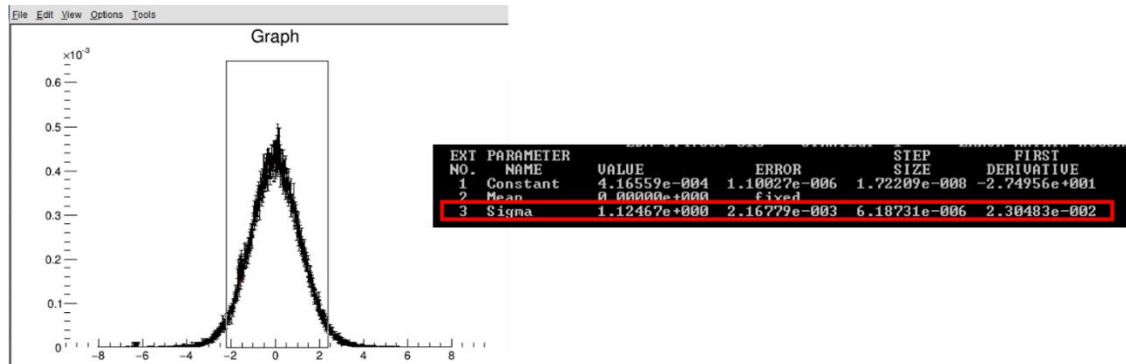 File Edit View Options Tools
Graph
×10⁻³
0.6
0.5
0.4
0.3
0.2
0.1
0
-8 -6 -4 -2 0 2 4 6 8
EXT PARAMETER STEP FIRST
NO. NAME VALUE ERROR SIZE DERIVATIVE
1 Constant 4.16559e-004 1.10027e-006 1.72209e-008 -2.74956e+001
2 Mean 0.00000e+000 fixed
3 Sigma 1.12467e+000 2.16779e-003 6.18731e-006 2.30483e-002